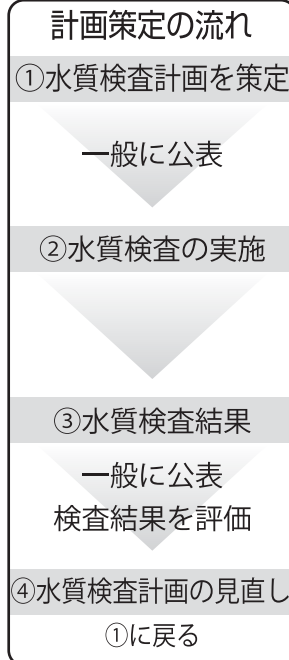 計画策定の流れ
①水質検査計画を策定
一般に公表
②水質検査の実施
③水質検査結果
一般に公表
検査結果を評価
④水質検査計画の見直し
①に戻る